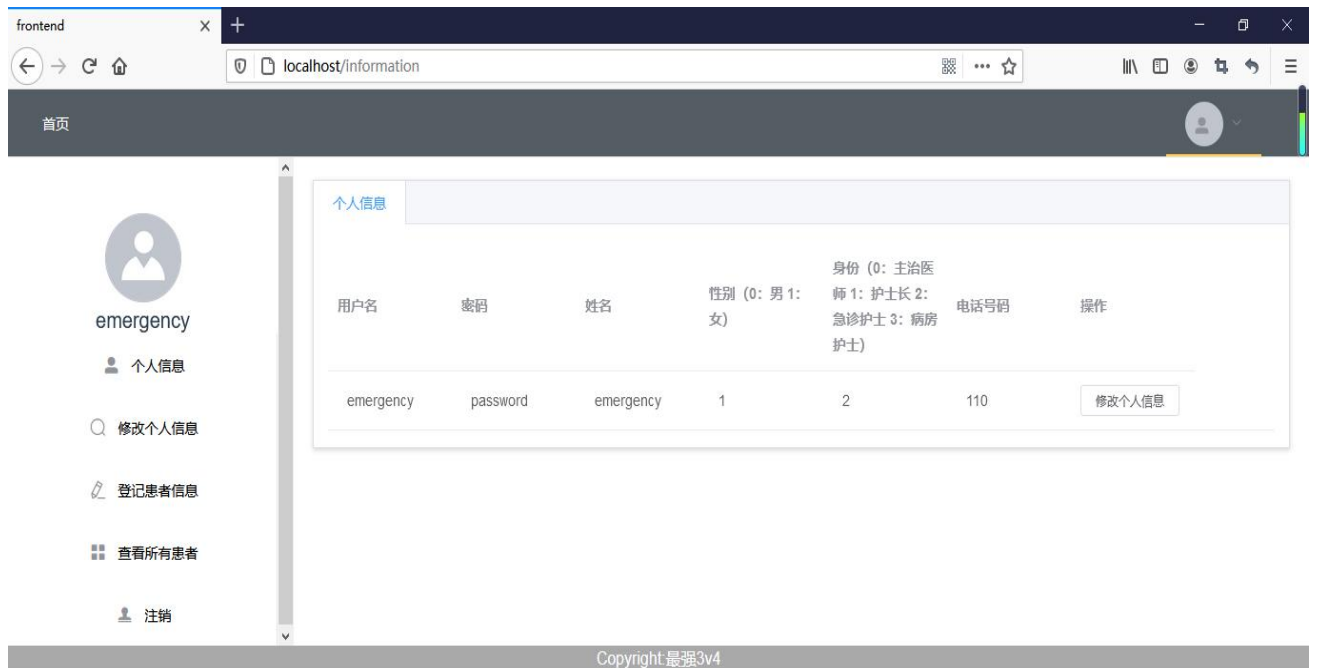 frontend
localhost/information
首页
emergency
个人信息
修改个人信息
登记患者信息
查看所有患者
注销
个人信息
用户名
密码
姓名
性别（0：男 1：
女）
身份（0：主治医
师 1：护士长 2：
急诊护士 3：病房
护士）
电话号码
操作
emergency
password
emergency
1
2
110
修改个人信息
Copyright:最强3v4